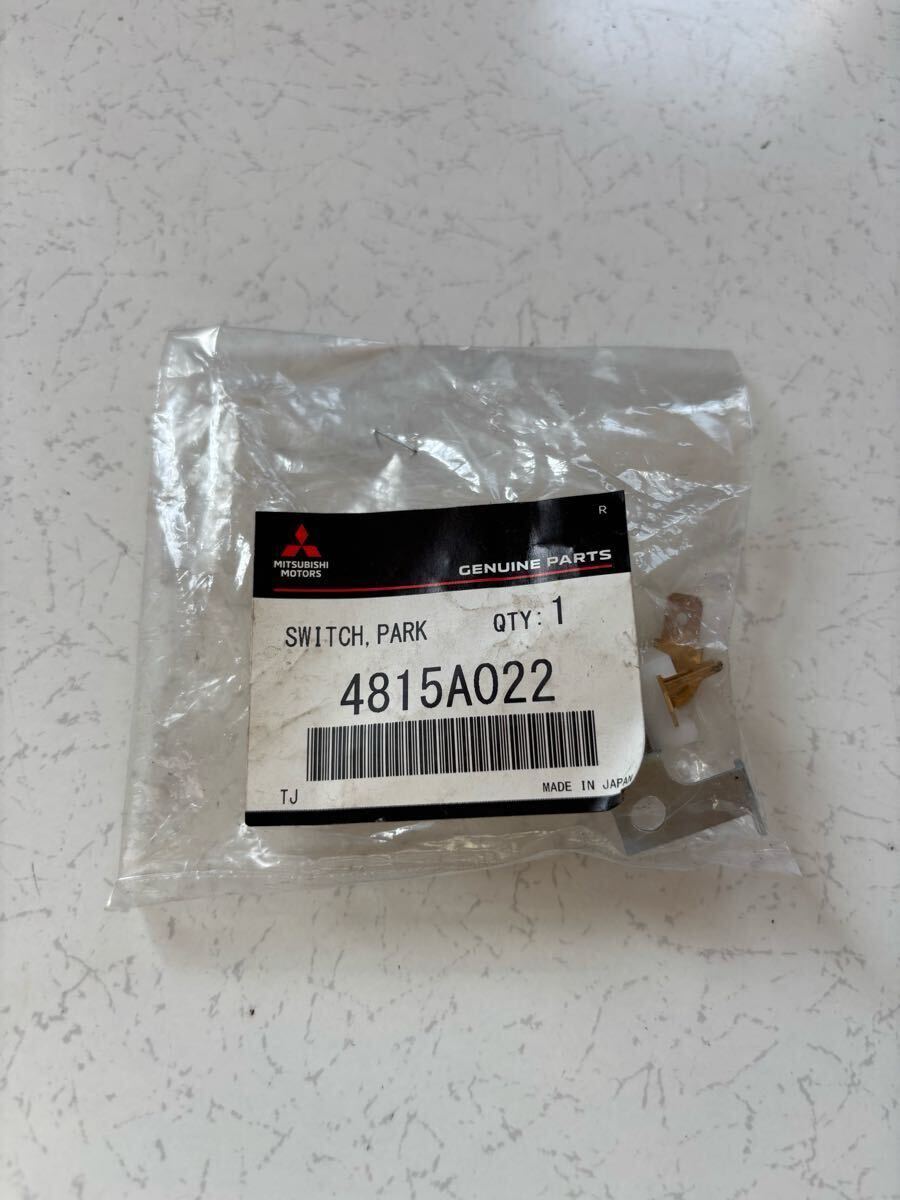 R
MITSUBISHI
MOTORS
GENUINE PARTS
SWITCH, PARK
QTY: 1
4815A022
TJ
MADE IN JAPAN